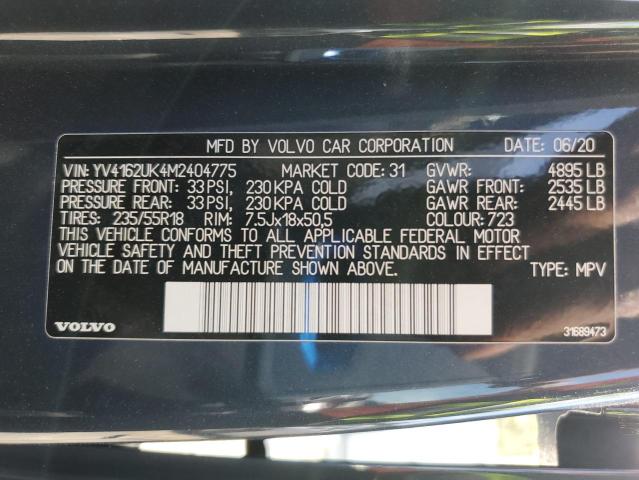 MFD BY VOLVO CAR CORPORATION DATE: 06/20
VIN: YV4162UK4M2404775 MARKET CODE: 31 GVWR: 4895 LB
PRESSURE FRONT: 33 PSI, 230 KPA COLD GAWR FRONT: 2535 LB
PRESSURE REAR: 33 PSI, 230 KPA COLD GAWR REAR: 2445 LB
TIRES: 235/55R18 RIM: 7.5Jx18x50,5 COLOUR: 723
THIS VEHICLE CONFORMS TO ALL APPLICABLE FEDERAL MOTOR
VEHICLE SAFETY AND THEFT PREVENTION STANDARDS IN EFFECT
ON THE DATE OF MANUFACTURE SHOWN ABOVE. TYPE: MPV
VOLVO 31689473